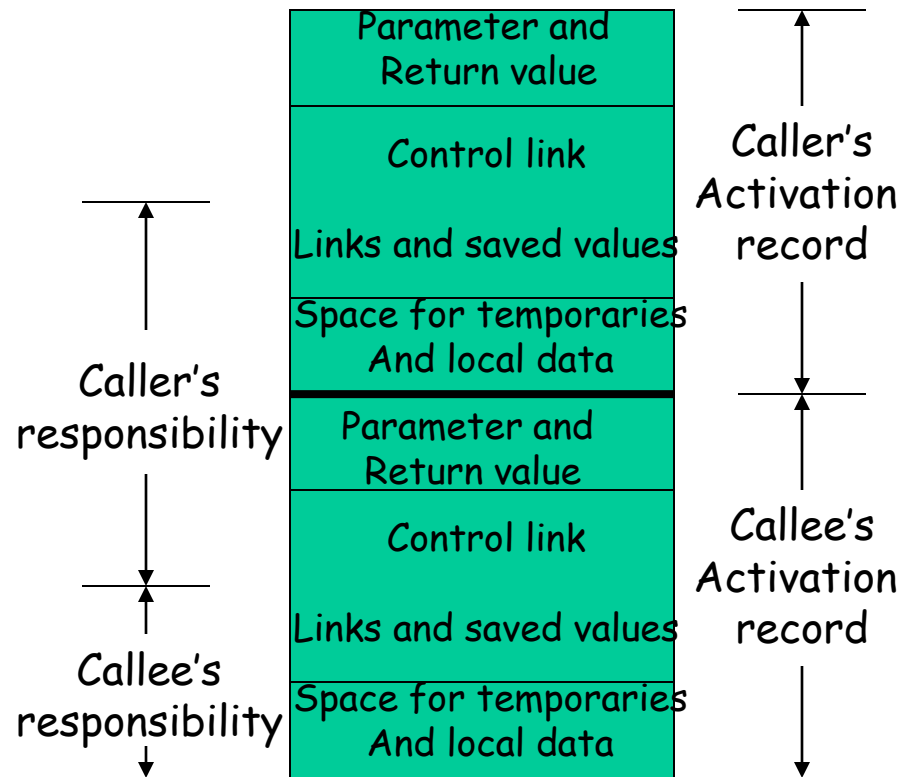 Parameter and
Return value
Control link
Links and saved values
Space for temporaries
And local data
Parameter and
Return value
Control link
Links and saved values
Space for temporaries
And local data
Caller's
responsibility
Callee's
responsibility
Caller's
Activation
record
Callee's
Activation
record